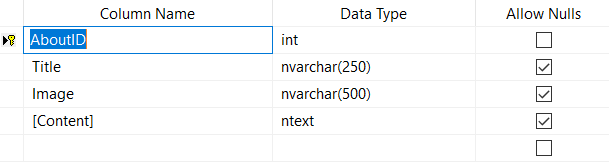 Column Name Data Type Allow Nulls
AboutID int
Title nvarchar(250)
Image nvarchar(500)
[Content] ntext